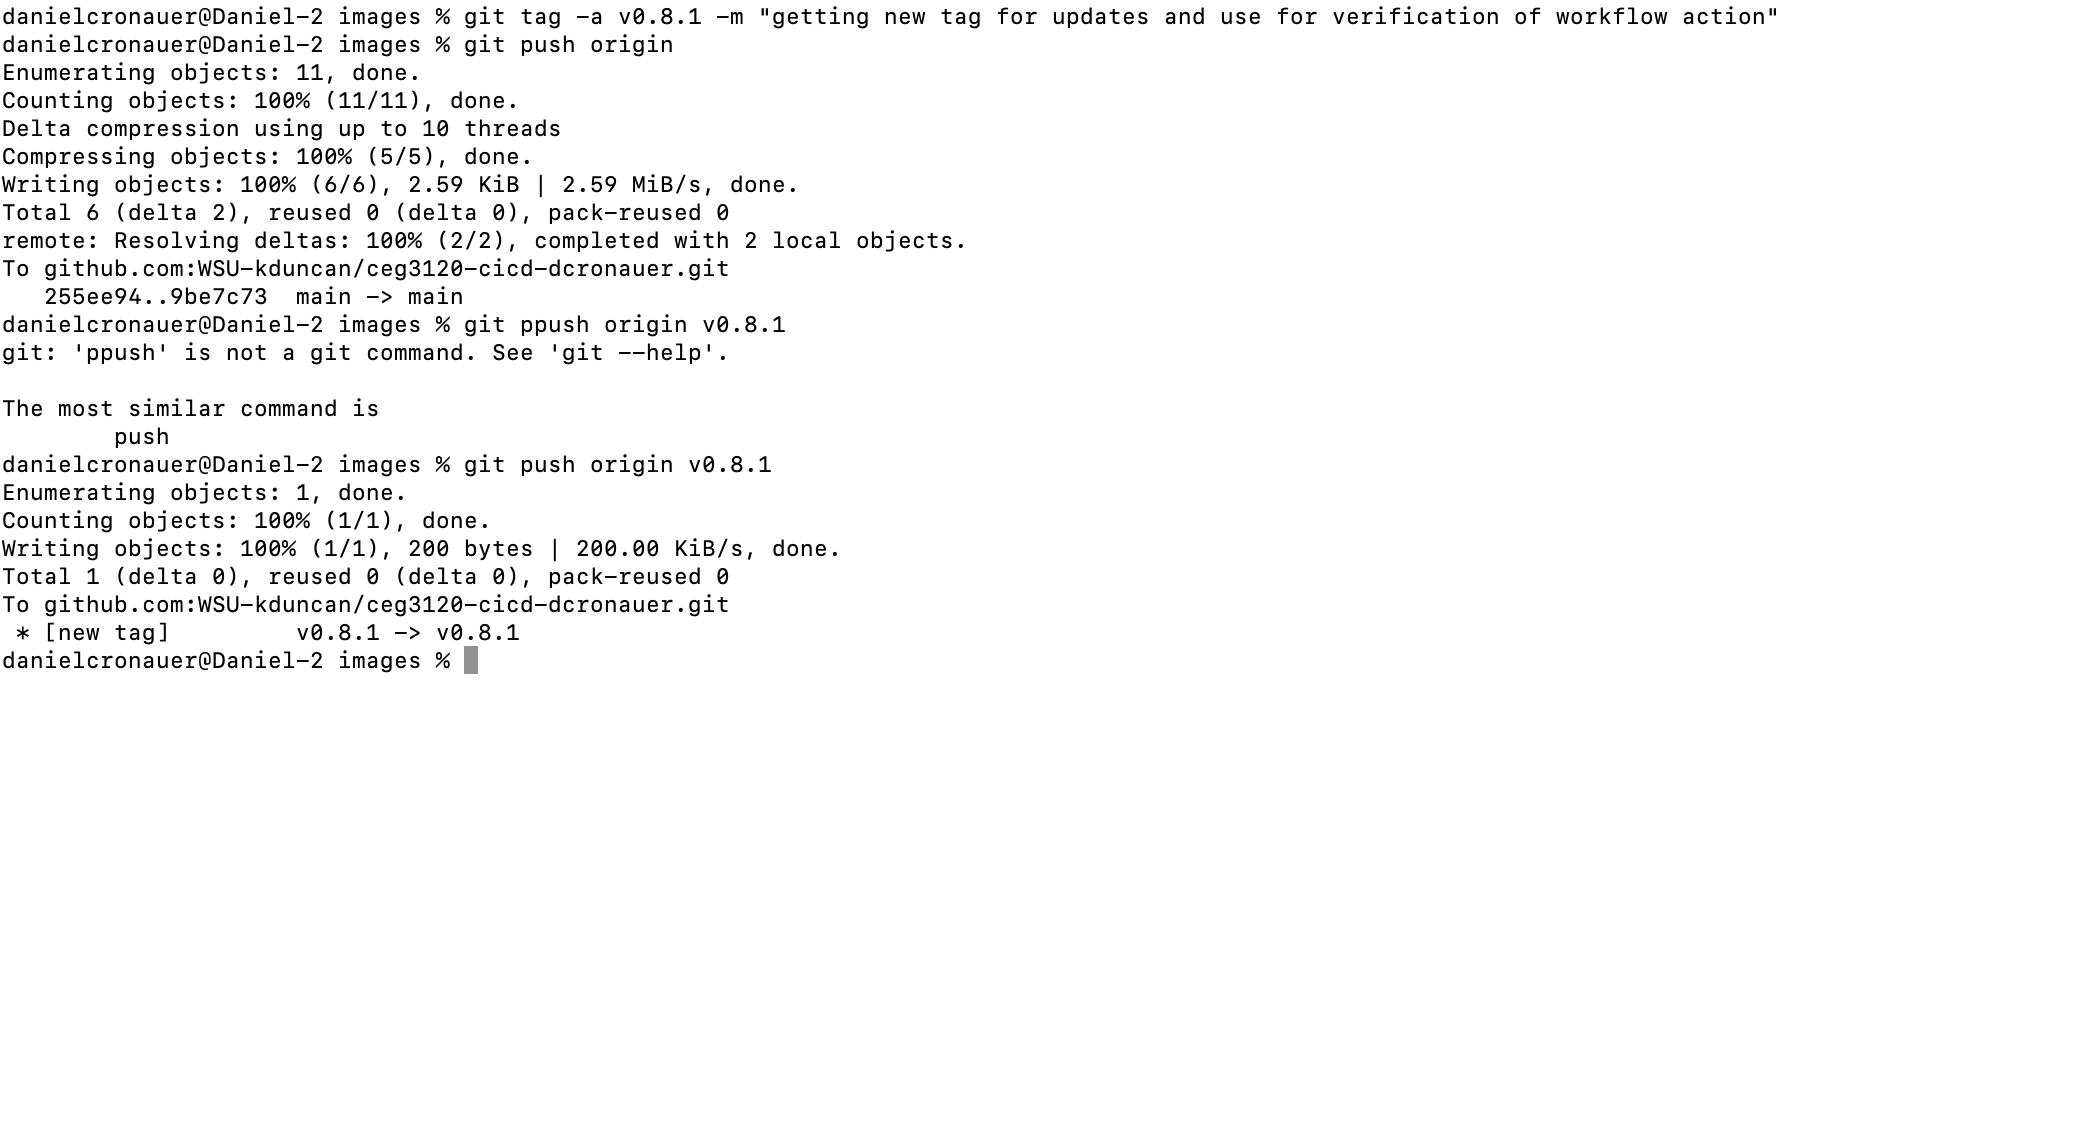 danielcronauer@Daniel-2 images % git tag -a v0.8.1 -m "getting new tag for updates and use for verification of workflow action"
danielcronauer@Daniel-2 images % git push origin
Enumerating objects: 11, done.
Counting objects: 100% (11/11), done.
Delta compression using up to 10 threads
Compressing objects: 100% (5/5), done.
Writing objects: 100% (6/6), 2.59 KiB | 2.59 MiB/s, done.
Total 6 (delta 2), reused 0 (delta 0), pack-reused 0
remote: Resolving deltas: 100% (2/2), completed with 2 local objects.
To github.com:WSU-kduncan/ceg3120-cicd-dcronauer.git
   255ee94..9be7c73  main -> main
danielcronauer@Daniel-2 images % git ppush origin v0.8.1
git: 'ppush' is not a git command. See 'git --help'.

The most similar command is
        push
danielcronauer@Daniel-2 images % git push origin v0.8.1
Enumerating objects: 1, done.
Counting objects: 100% (1/1), done.
Writing objects: 100% (1/1), 200 bytes | 200.00 KiB/s, done.
Total 1 (delta 0), reused 0 (delta 0), pack-reused 0
To github.com:WSU-kduncan/ceg3120-cicd-dcronauer.git
 * [new tag]         v0.8.1 -> v0.8.1
danielcronauer@Daniel-2 images %